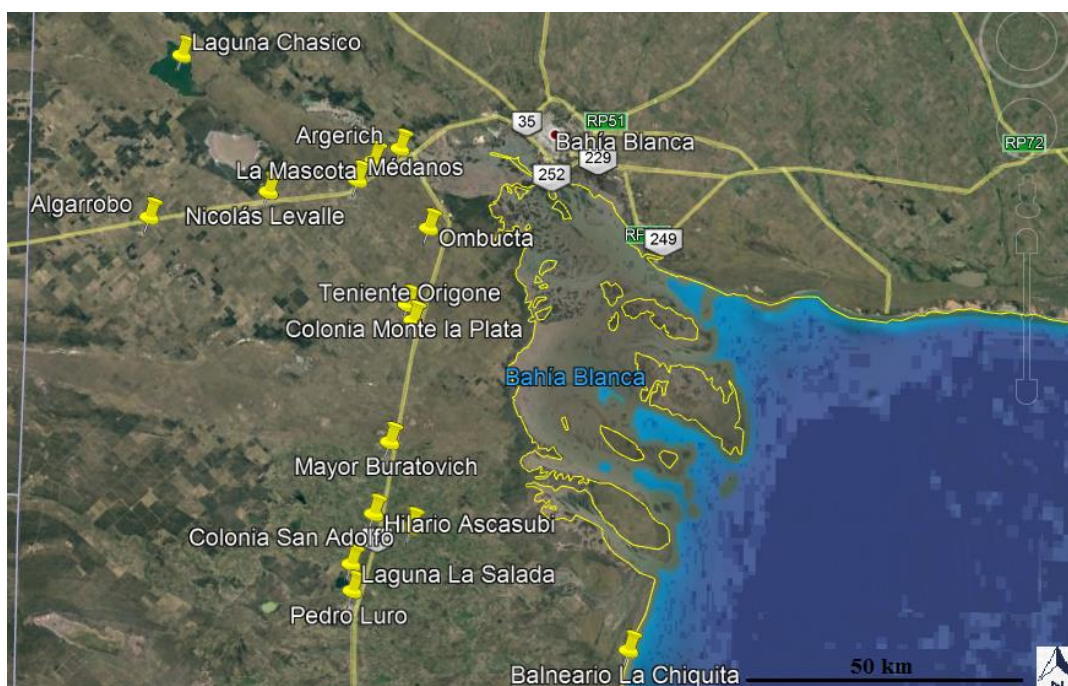 Laguna Chasico
35
RP51
Argerich
Bahía Blanca
RP72
229
La Mascota
Médanos
252
Algarrobo
Nicolás Levalle
Ombucta
249
Teniente Origone
Colonia Monte la Plata
Bahía Blanca
Mayor Buratovich
Hilario Ascasubi
Colonia San Adolfo
Laguna La Salada
Pedro Luro
50 km
Balneario La Chiquita